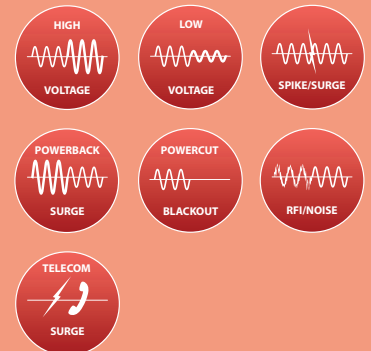 HIGH
VOLTAGE
LOW
VOLTAGE
SPIKE/SURGE
POWERBACK
SURGE
POWERCUT
BLACKOUT
RFI/NOISE
TELECOM
SURGE